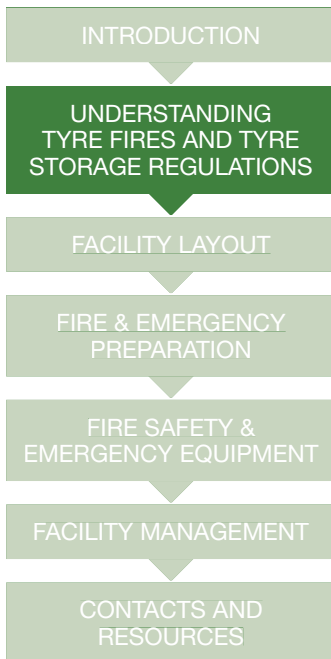 INTRODUCTION
UNDERSTANDING
TYRE FIRES AND TYRE
STORAGE REGULATIONS
FACILITY LAYOUT
FIRE & EMERGENCY
PREPARATION
FIRE SAFETY &
EMERGENCY EQUIPMENT
FACILITY MANAGEMENT
CONTACTS AND
RESOURCES